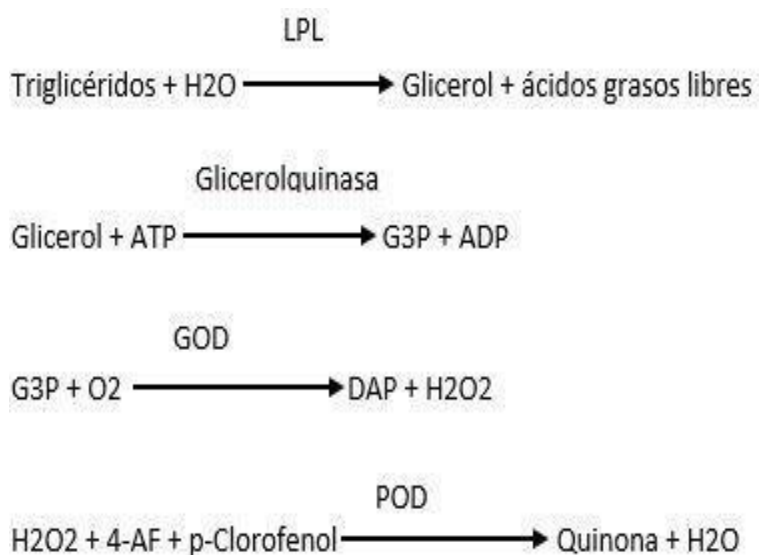 LPL
Triglicéridos + H2O Glicerol + ácidos grasos libres
Glicerolquinasa
Glicerol + ATP G3P + ADP
GOD
G3P + O2 DAP + H2O2
POD
H2O2 + 4-AF + p-Clorofenol Quinona + H2O